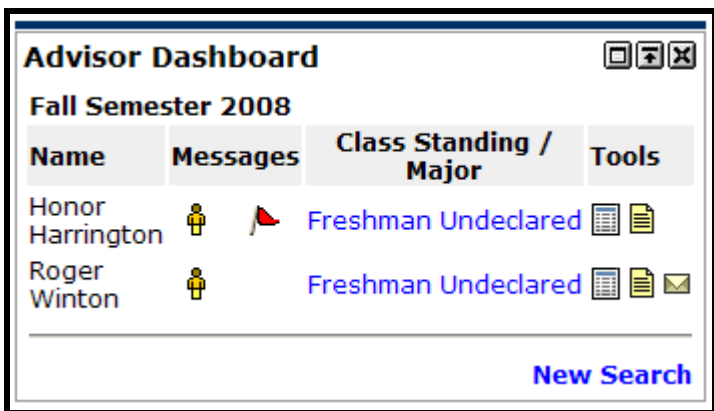 Advisor Dashboard
Fall Semester 2008
Name Messages Class Standing / Major Tools
Honor Harrington Freshman Undeclared
Roger Winton Freshman Undeclared
New Search